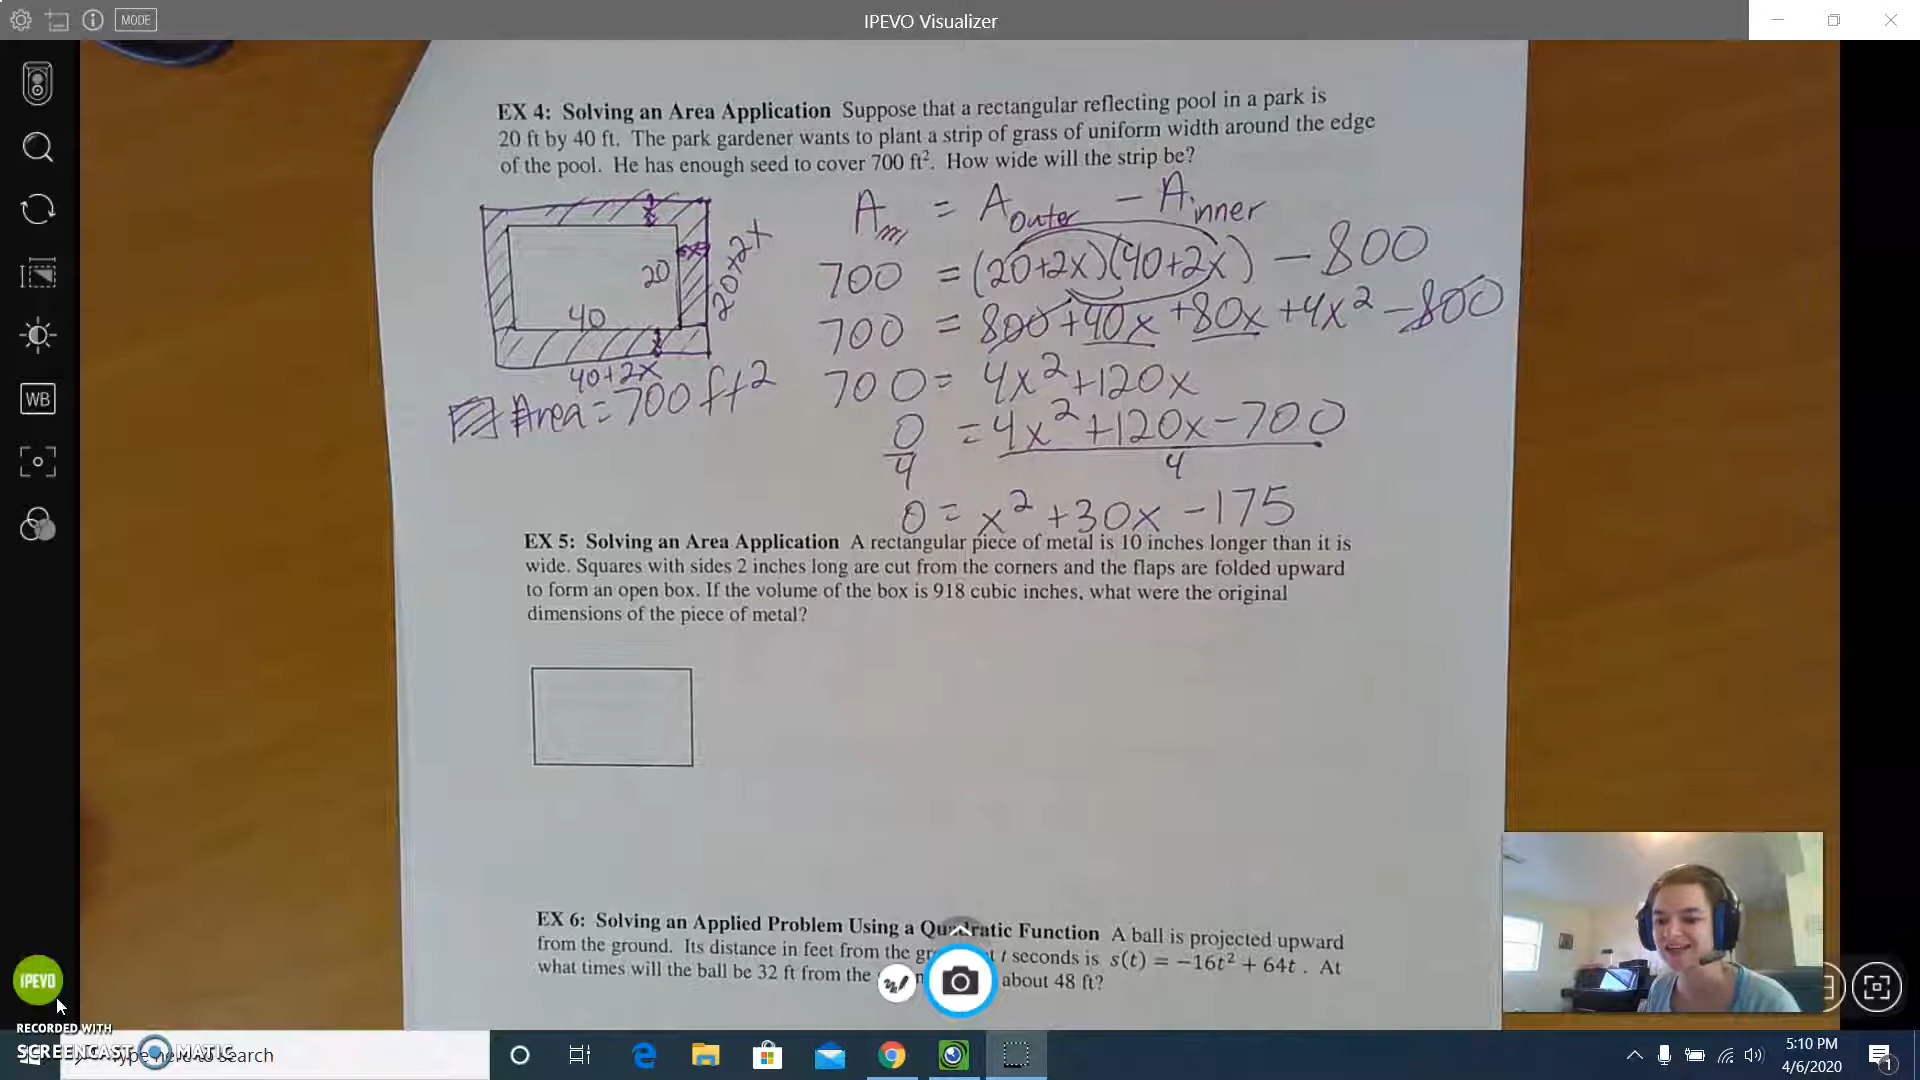 MODE
IPEVO Visualizer
EX 4: Solving an Area Application Suppose that a rectangular reflecting pool in a park is
20 ft by 40 ft. The park gardener wants to plant a strip of grass of uniform width around the edge
of the pool. He has enough seed to cover 700 ft². How wide will the strip be?
A = A outer - A inner
x
x
20
20+2x
40
x
40+2x
Area = 700 ft²
700 = (20+2x)(40+2x) - 800
700 = 800 + 40x + 80x + 4x² - 800
700 = 4x² + 120x
0 = 4x² + 120x - 700
4 4
0 = x² + 30x - 175
EX 5: Solving an Area Application A rectangular piece of metal is 10 inches longer than it is
wide. Squares with sides 2 inches long are cut from the corners and the flaps are folded upward
to form an open box. If the volume of the box is 918 cubic inches, what were the original
dimensions of the piece of metal?
EX 6: Solving an Applied Problem Using a Quadratic Function A ball is projected upward
from the ground. Its distance in feet from the t seconds is s(t) = −16t² + 64t . At
what times will the ball be 32 ft from the about 48 ft?
WB
IPEVO
RECORDED WITH
SCREENCAST MATIC
Type here to search
5:10 PM
4/6/2020
1